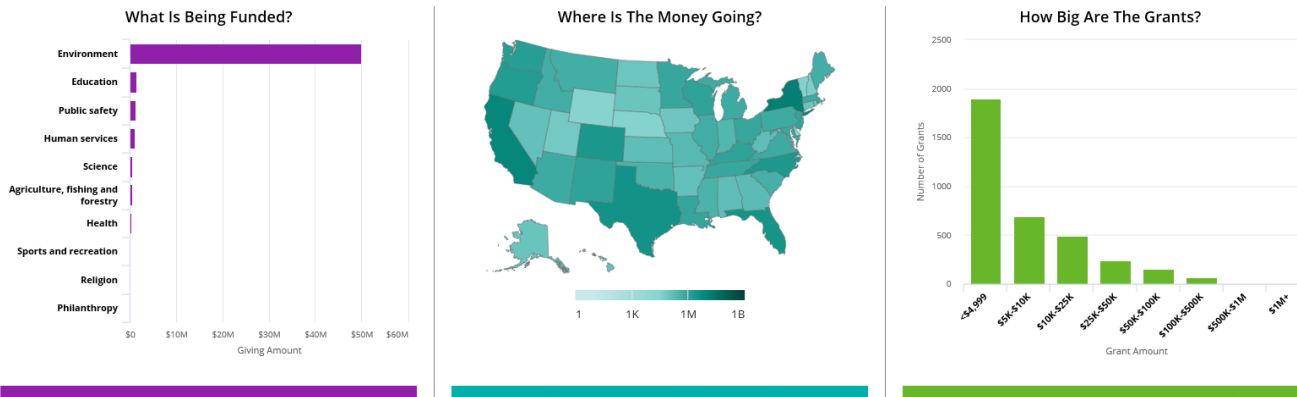 What Is Being Funded?
Environment
Education
Public safety
Human services
Science
Agriculture, fishing and
forestry
Health
Sports and recreation
Religion
Philanthropy
$0 $10M $20M $30M $40M $50M $60M
Giving Amount
Where Is The Money Going?
1 1K 1M 1B
How Big Are The Grants?
Number of Grants
2500
2000
1500
1000
500
0
<$4,999 $5K-$10K $10K-$25K $25K-$50K $50K-$100K $100K-$500K $500K-$1M $1M+
Grant Amount